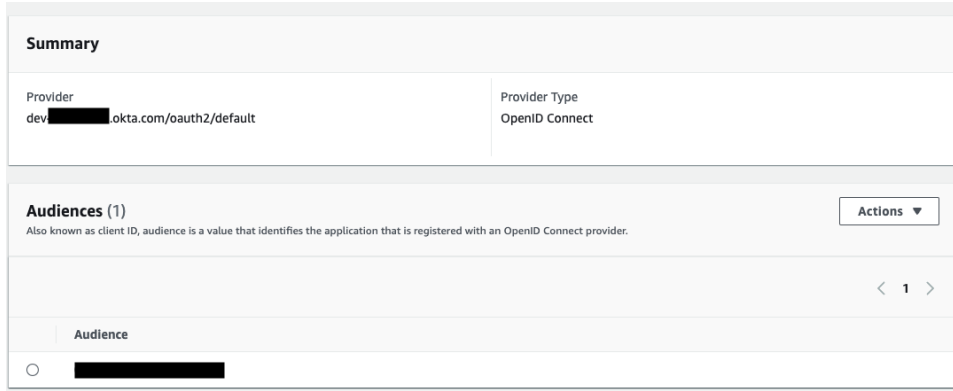 Summary
Provider
Provider Type
dev- .okta.com/oauth2/default
OpenID Connect
Audiences (1)
Actions ▼
Also known as client ID, audience is a value that identifies the application that is registered with an OpenID Connect provider.
< 1 >
Audience